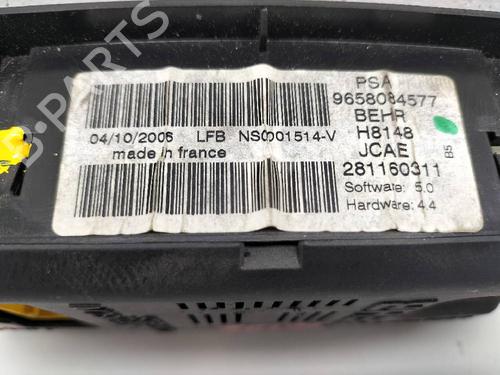 B-PARTS
PSA
9658084577
BEHR
04/10/2006 LFB NS0001514-V
H8148
made in france
JCAE
B5
281160311
Software: 5.0
Hardware: 4.4